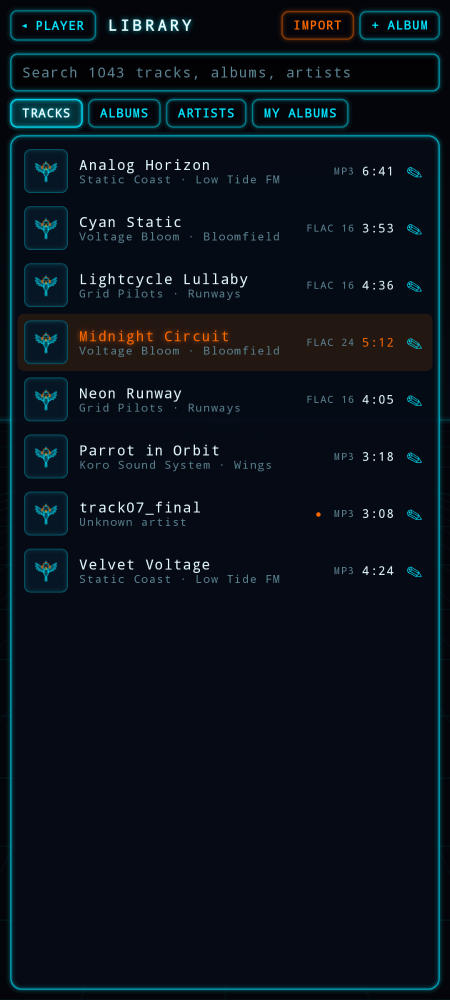 ◂ PLAYER LIBRARY IMPORT + ALBUM
Search 1043 tracks, albums, artists
TRACKS ALBUMS ARTISTS MY ALBUMS
Analog Horizon
Static Coast · Low Tide FM
MP3 6:41
Cyan Static
Voltage Bloom · Bloomfield
FLAC 16 3:53
Lightcycle Lullaby
Grid Pilots · Runways
FLAC 16 4:36
Midnight Circuit
Voltage Bloom · Bloomfield
FLAC 24 5:12
Neon Runway
Grid Pilots · Runways
FLAC 16 4:05
Parrot in Orbit
Koro Sound System · Wings
MP3 3:18
track07_final
Unknown artist
● MP3 3:08
Velvet Voltage
Static Coast · Low Tide FM
MP3 4:24